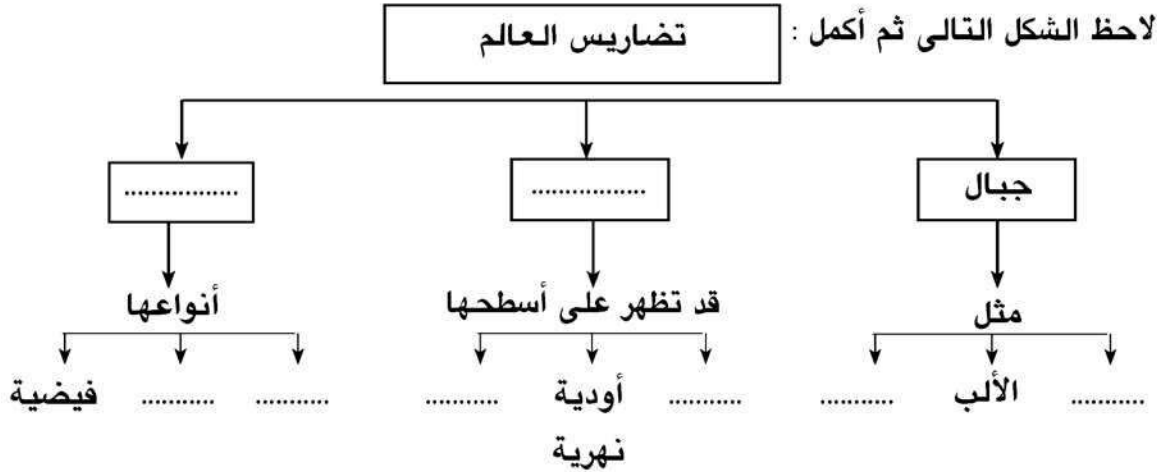 لاحظ الشكل التالى ثم أكمل :
تضاريس العالم
جبال
................
.................
مثل
قد تظهر على أسطحها
أنواعها
........... الألب ...........
........... أودية نهرية ...........
........... ........... فيضية